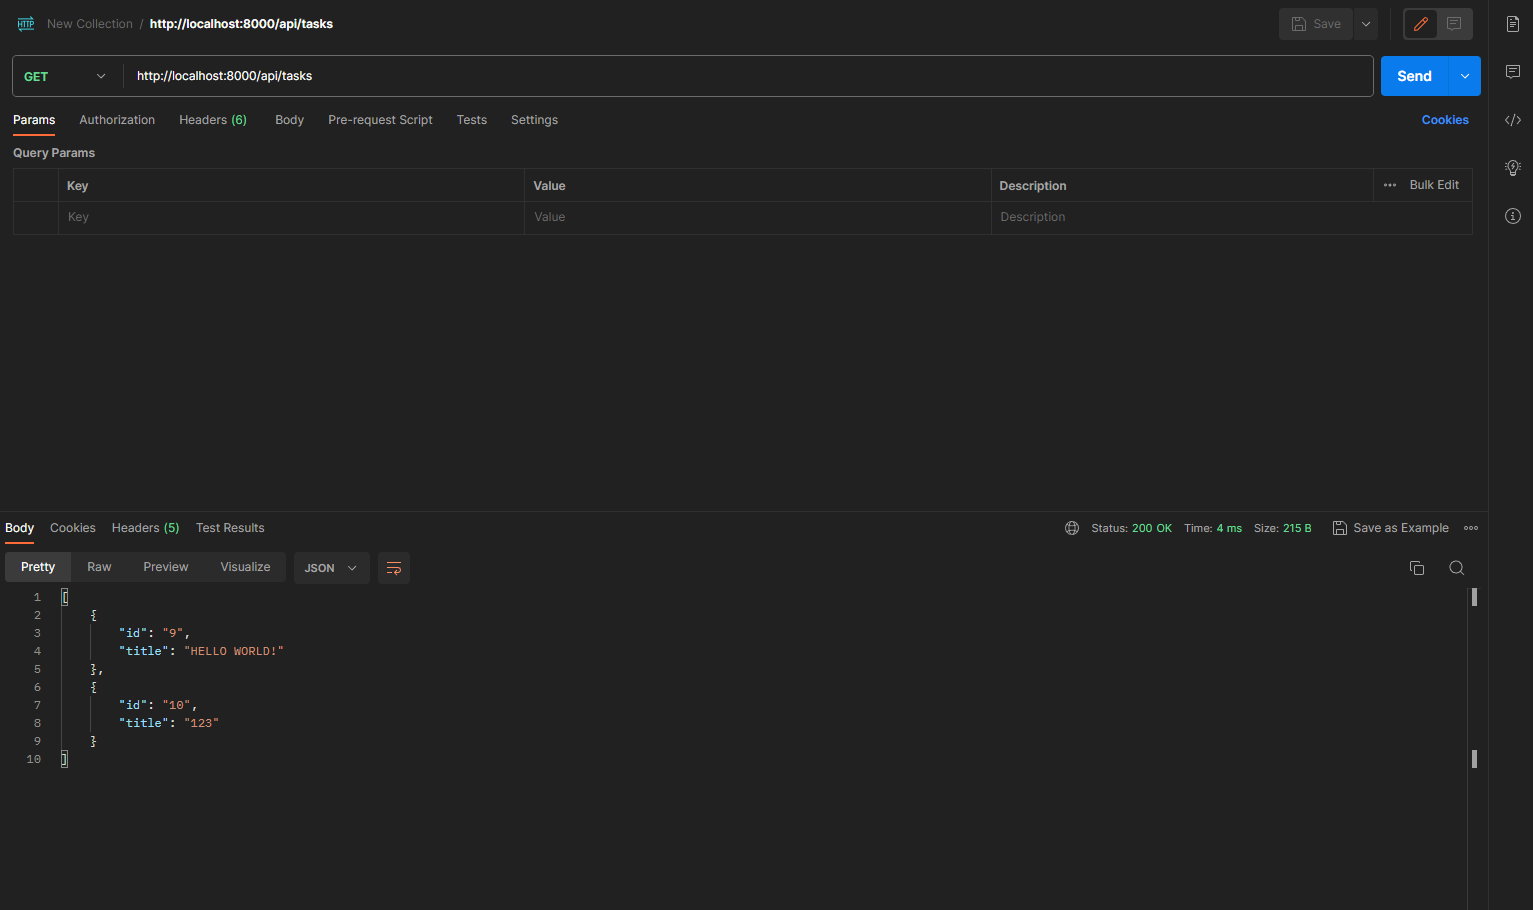 HTTP New Collection / http://localhost:8000/api/tasks Save
GET http://localhost:8000/api/tasks Send
Params Authorization Headers (6) Body Pre-request Script Tests Settings Cookies
Query Params
Key Value Description Bulk Edit
Key Value Description
Body Cookies Headers (5) Test Results Status: 200 OK Time: 4 ms Size: 215 B Save as Example
Pretty Raw Preview Visualize JSON
1 [
2 {
3 "id": "9",
4 "title": "HELLO WORLD!"
5 },
6 {
7 "id": "10",
8 "title": "123"
9 }
10 ]